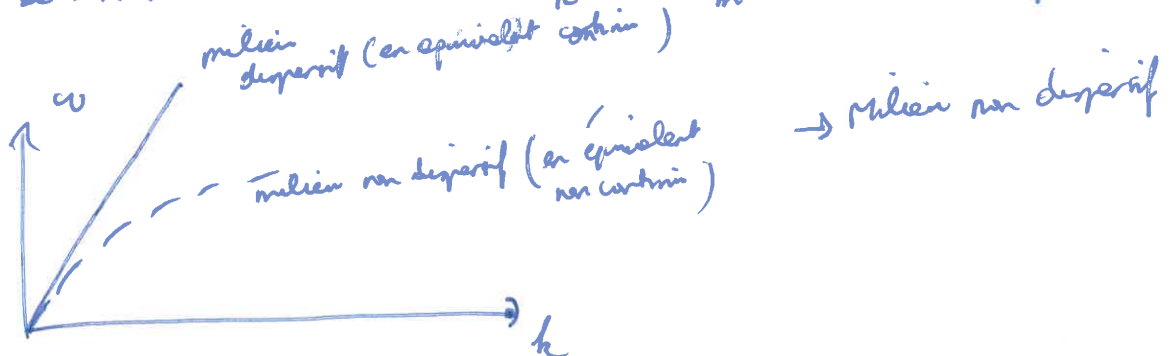 milieu
dispersif (en équivalent continu)
ω
milieu non dispersif (en équivalent
non continu)
→ Milieu non dispersif
k